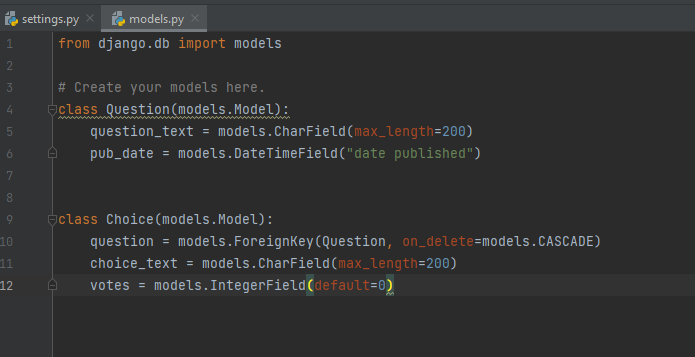 settings.py models.py
1 from django.db import models
2
3 # Create your models here.
4 class Question(models.Model):
5     question_text = models.CharField(max_length=200)
6     pub_date = models.DateTimeField("date published")
7
8
9 class Choice(models.Model):
10     question = models.ForeignKey(Question, on_delete=models.CASCADE)
11     choice_text = models.CharField(max_length=200)
12     votes = models.IntegerField(default=0)